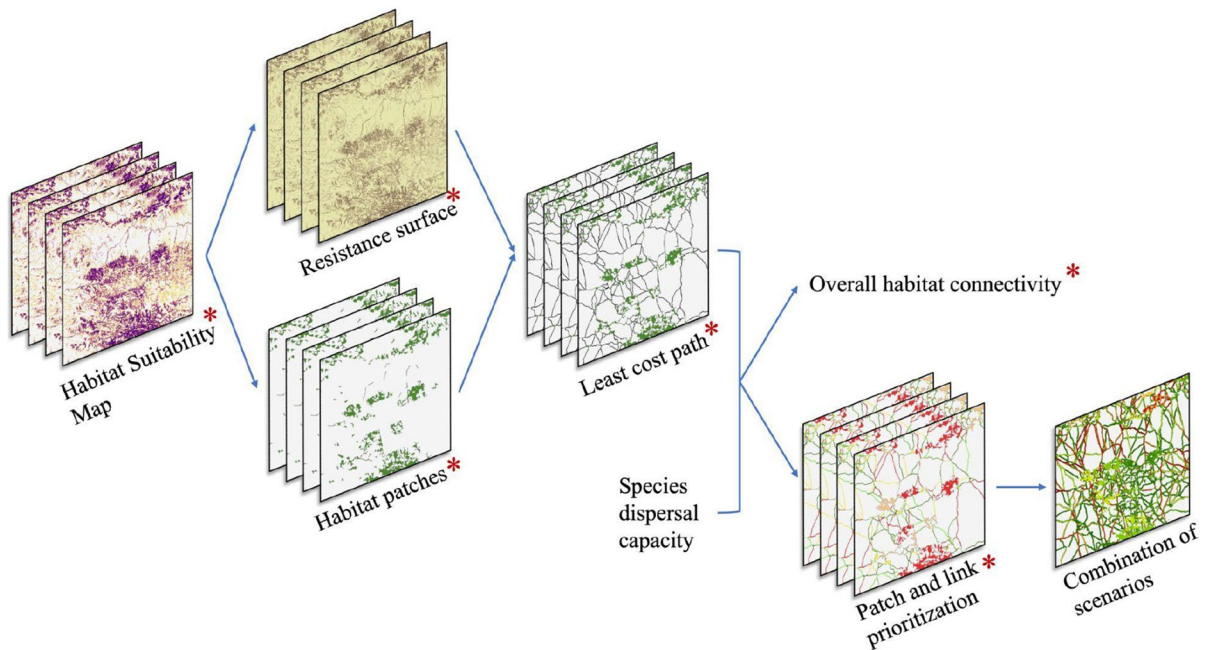 Resistance surface*
Habitat Suitability*
Map
Habitat patches*
Least cost path*
Overall habitat connectivity*
Species
dispersal
capacity
Patch and link*
prioritization
Combination of
scenarios